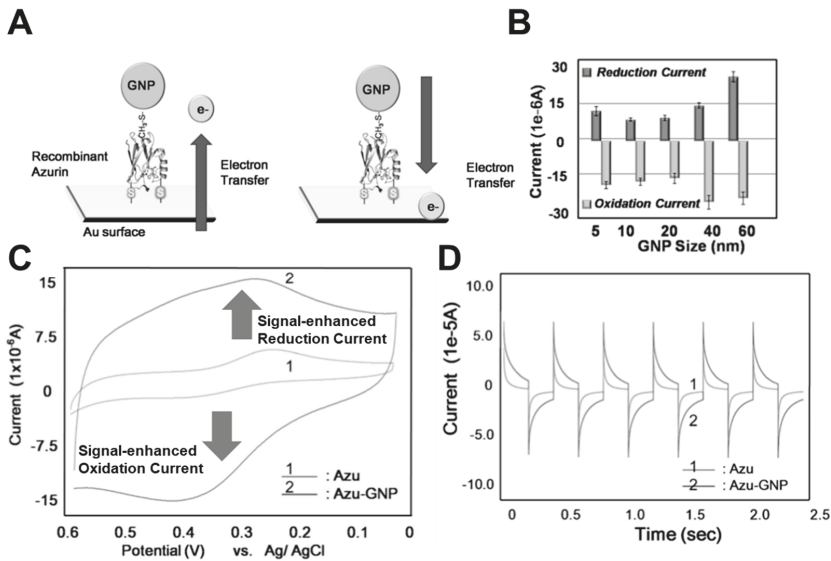 A
GNP
e-
CH₃
S-
Recombinant
Azurin
Electron
Transfer
S
S
Au surface
GNP
CH₃
S-
Electron
Transfer
S
S
e-
B
Current (1e-6A)
30
15
0
-15
-30
Reduction Current
Oxidation Current
5 10 20 40 60
GNP Size (nm)
C
Current (1x10⁻⁶A)
15
7.5
0
-7.5
-15
2
Signal-enhanced
Reduction Current
1
Signal-enhanced
Oxidation Current
1 : Azu
2 : Azu-GNP
0.6 0.5 0.4 0.3 0.2 0.1 0
Potential (V) vs. Ag/ AgCl
D
Current (1e-5A)
10.0
5.0
0
-5.0
-10.0
1
2
1 : Azu
2 : Azu-GNP
0 0.5 1.0 1.5 2.0 2.5
Time (sec)